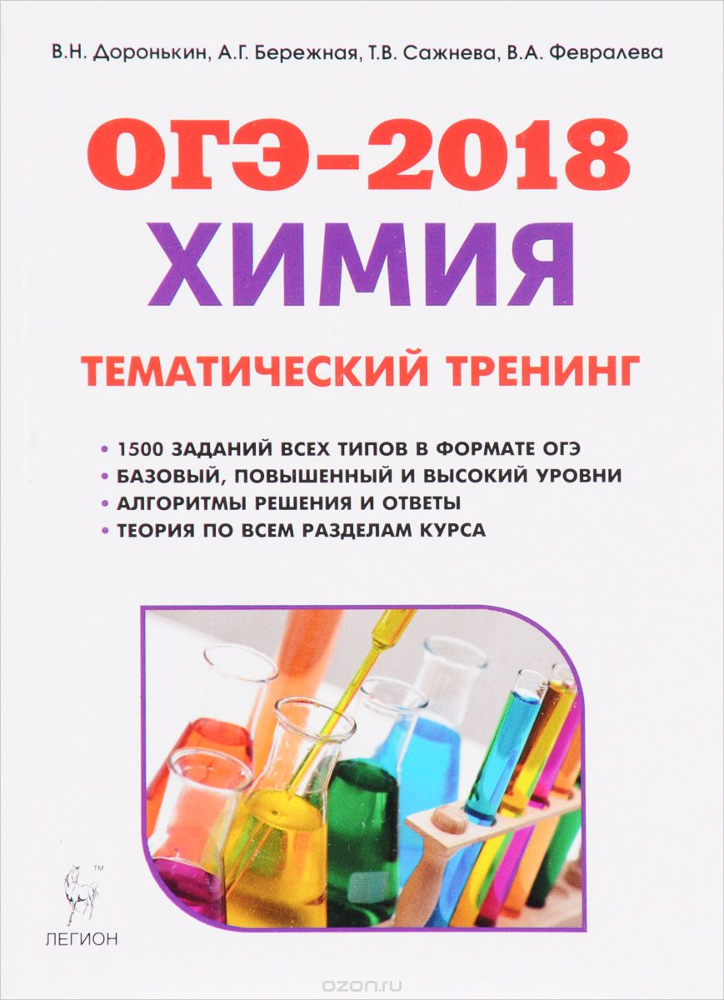 В.Н. Доронькин, А.Г. Бережная, Т.В. Сажнева, В.А. Февралева
ОГЭ-2018
ХИМИЯ
ТЕМАТИЧЕСКИЙ ТРЕНИНГ
• 1500 ЗАДАНИЙ ВСЕХ ТИПОВ В ФОРМАТЕ ОГЭ
• БАЗОВЫЙ, ПОВЫШЕННЫЙ И ВЫСОКИЙ УРОВНИ
• АЛГОРИТМЫ РЕШЕНИЯ И ОТВЕТЫ
• ТЕОРИЯ ПО ВСЕМ РАЗДЕЛАМ КУРСА
™
ЛЕГИОН
ozon.ru